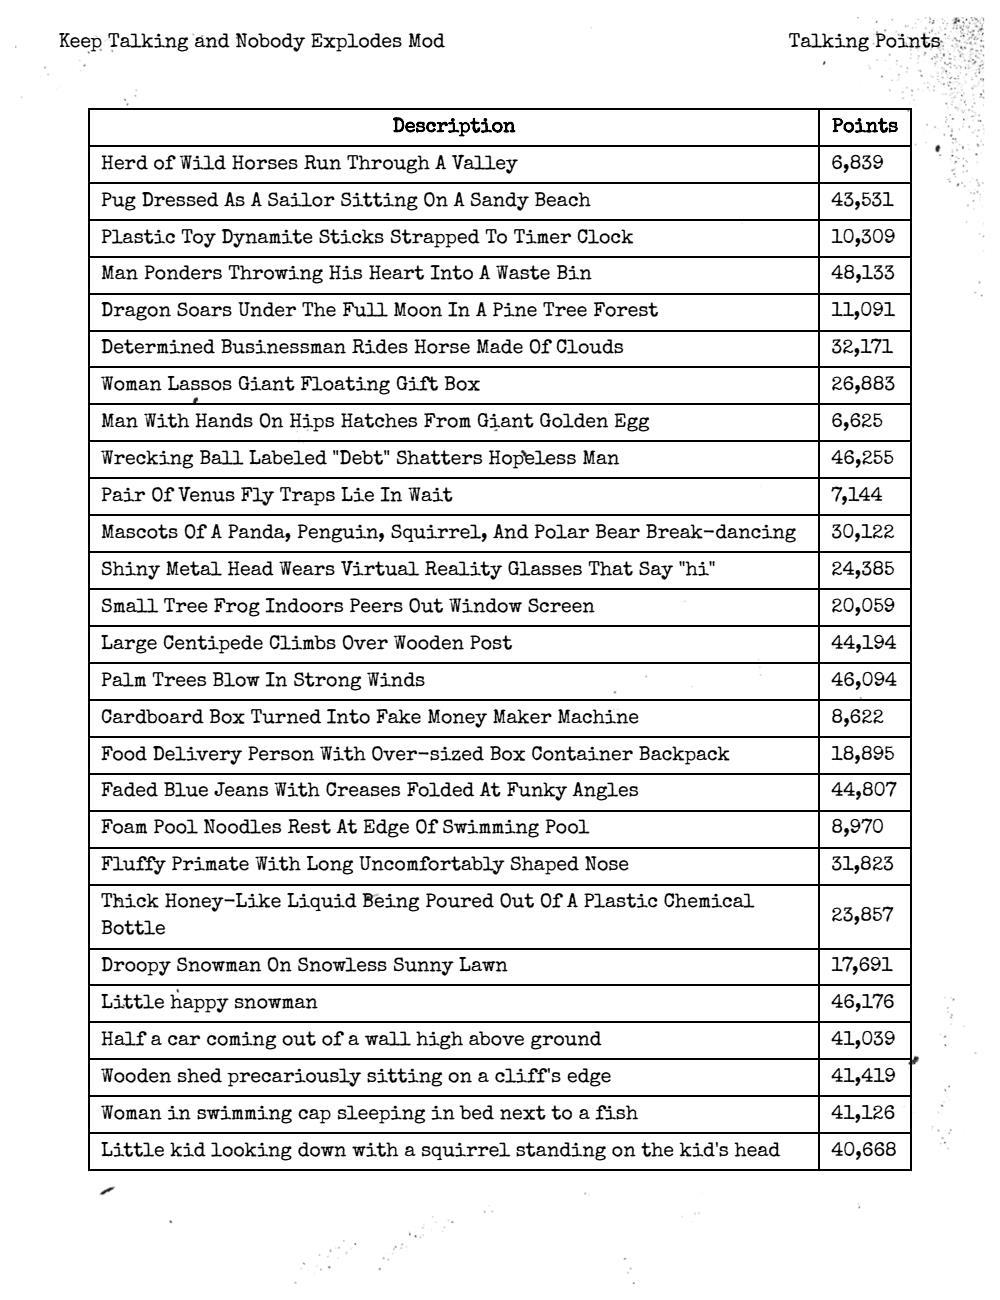 Keep Talking and Nobody Explodes Mod Talking Points
Description Points
Herd of Wild Horses Run Through A Valley 6,839
Pug Dressed As A Sailor Sitting On A Sandy Beach 43,531
Plastic Toy Dynamite Sticks Strapped To Timer Clock 10,309
Man Ponders Throwing His Heart Into A Waste Bin 48,133
Dragon Soars Under The Full Moon In A Pine Tree Forest 11,091
Determined Businessman Rides Horse Made Of Clouds 32,171
Woman Lassos Giant Floating Gift Box 26,883
Man With Hands On Hips Hatches From Giant Golden Egg 6,625
Wrecking Ball Labeled "Debt" Shatters Hopeless Man 46,255
Pair Of Venus Fly Traps Lie In Wait 7,144
Mascots Of A Panda, Penguin, Squirrel, And Polar Bear Break-dancing 30,122
Shiny Metal Head Wears Virtual Reality Glasses That Say "hi" 24,385
Small Tree Frog Indoors Peers Out Window Screen 20,059
Large Centipede Climbs Over Wooden Post 44,194
Palm Trees Blow In Strong Winds 46,094
Cardboard Box Turned Into Fake Money Maker Machine 8,622
Food Delivery Person With Over-sized Box Container Backpack 18,895
Faded Blue Jeans With Creases Folded At Funky Angles 44,807
Foam Pool Noodles Rest At Edge Of Swimming Pool 8,970
Fluffy Primate With Long Uncomfortably Shaped Nose 31,823
Thick Honey-Like Liquid Being Poured Out Of A Plastic Chemical
Bottle 23,857
Droopy Snowman On Snowless Sunny Lawn 17,691
Little happy snowman 46,176
Half a car coming out of a wall high above ground 41,039
Wooden shed precariously sitting on a cliff's edge 41,419
Woman in swimming cap sleeping in bed next to a fish 41,126
Little kid looking down with a squirrel standing on the kid's head 40,668